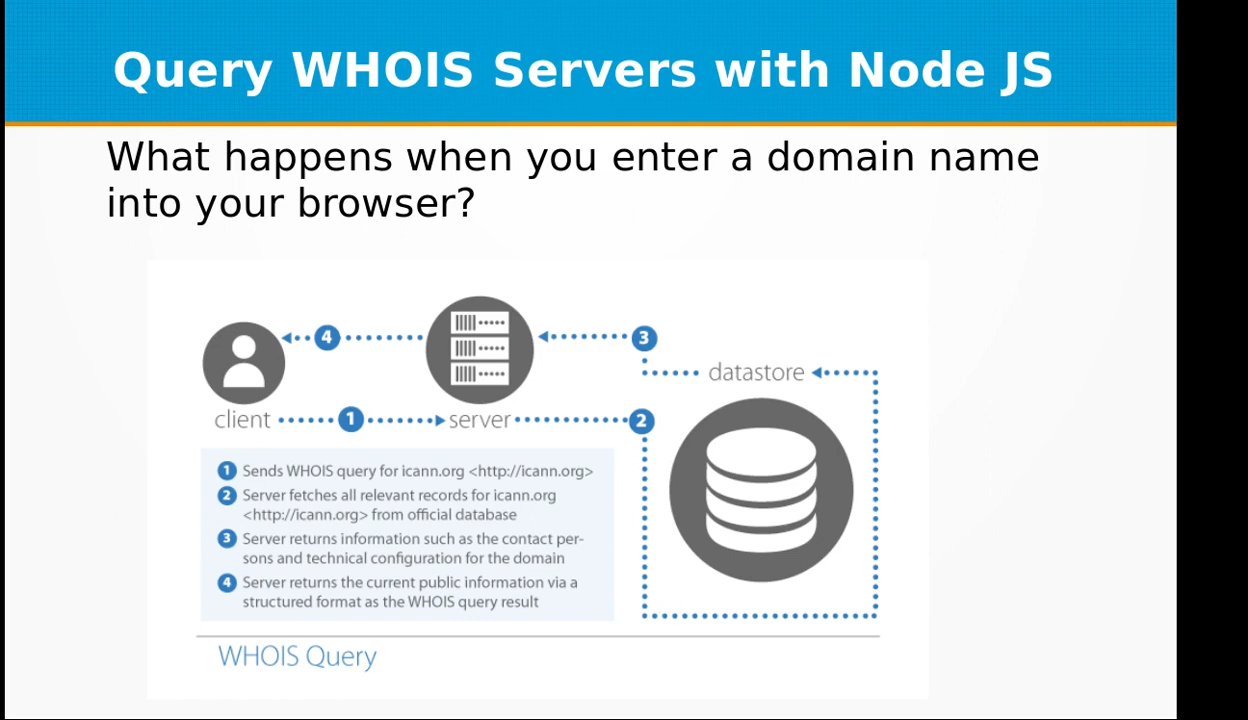 Query WHOIS Servers with Node JS
What happens when you enter a domain name
into your browser?
4
3
datastore
client
1
server
2
1 Sends WHOIS query for icann.org <http://icann.org>
2 Server fetches all relevant records for icann.org
<http://icann.org> from official database
3 Server returns information such as the contact per-
sons and technical configuration for the domain
4 Server returns the current public information via a
structured format as the WHOIS query result
WHOIS Query